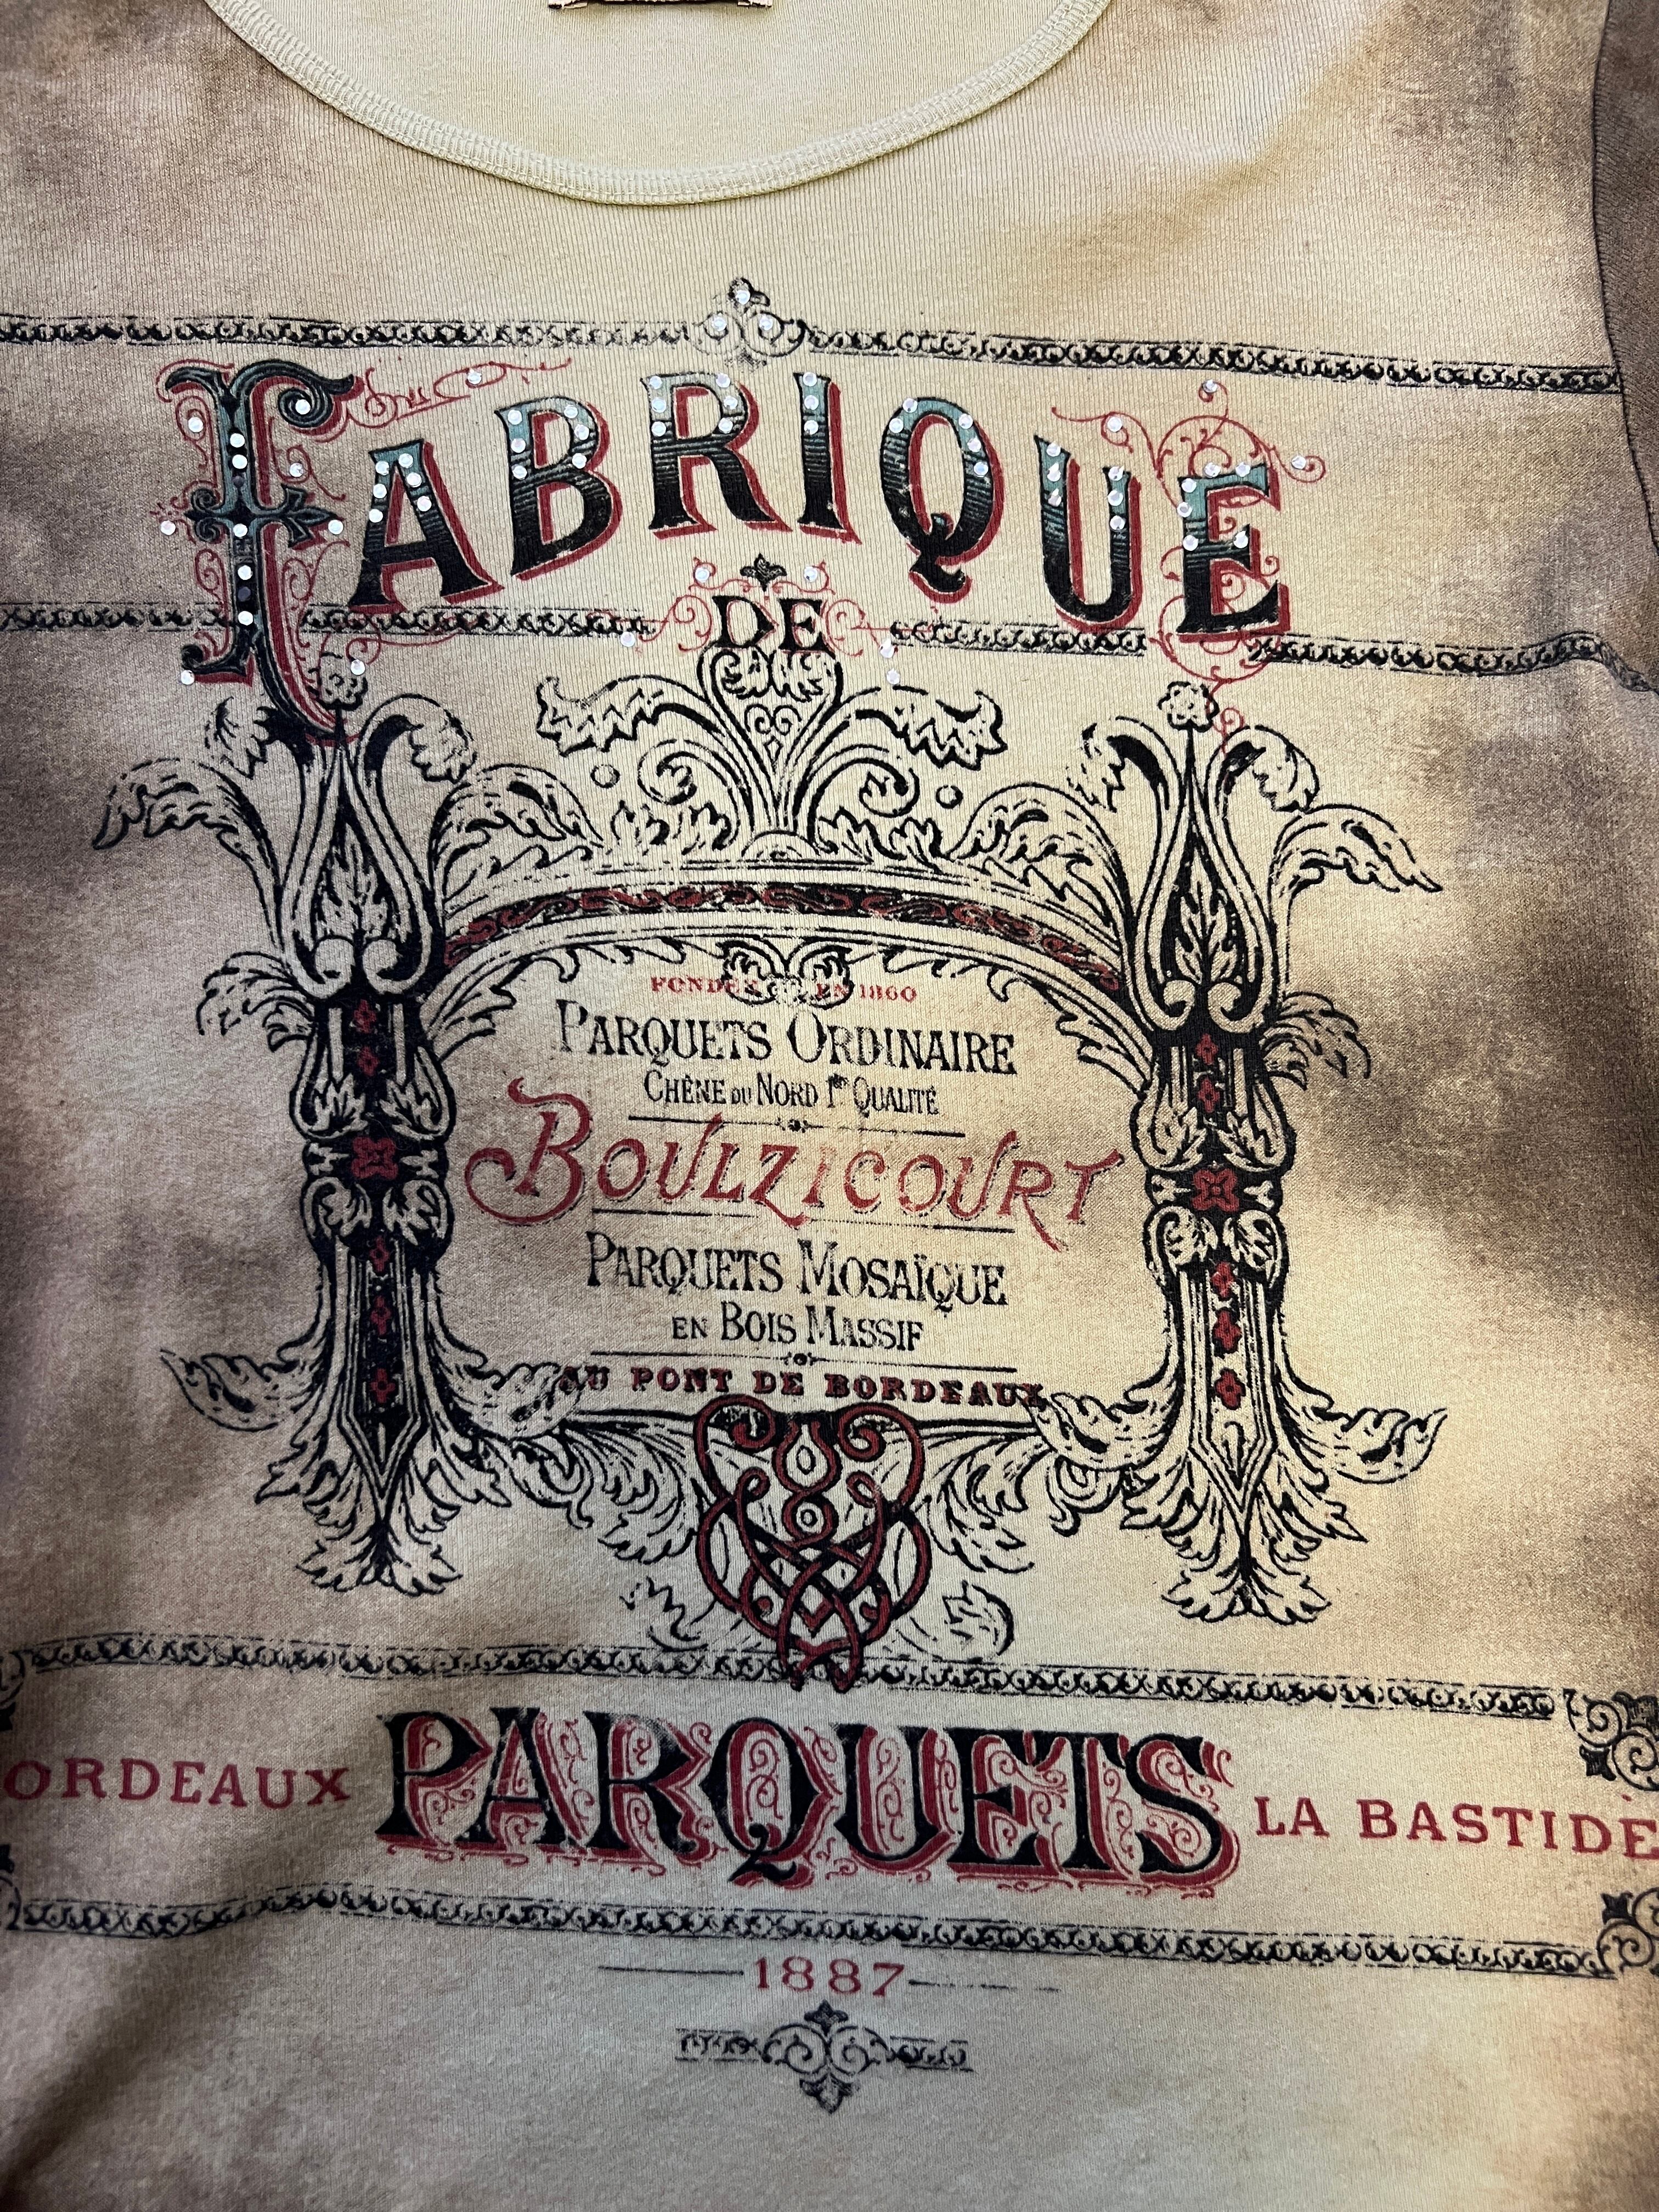 FABRIQUE
DE
FONDÉE EN 1860
PARQUETS ORDINAIRE
CHÊNE DU NORD 1ER QUALITÉ
BOULZICOURT
PARQUETS MOSAÏQUE
EN BOIS MASSIF
AU PONT DE BORDEAUX
ORDEAUX PARQUETS LA BASTIDE
1887